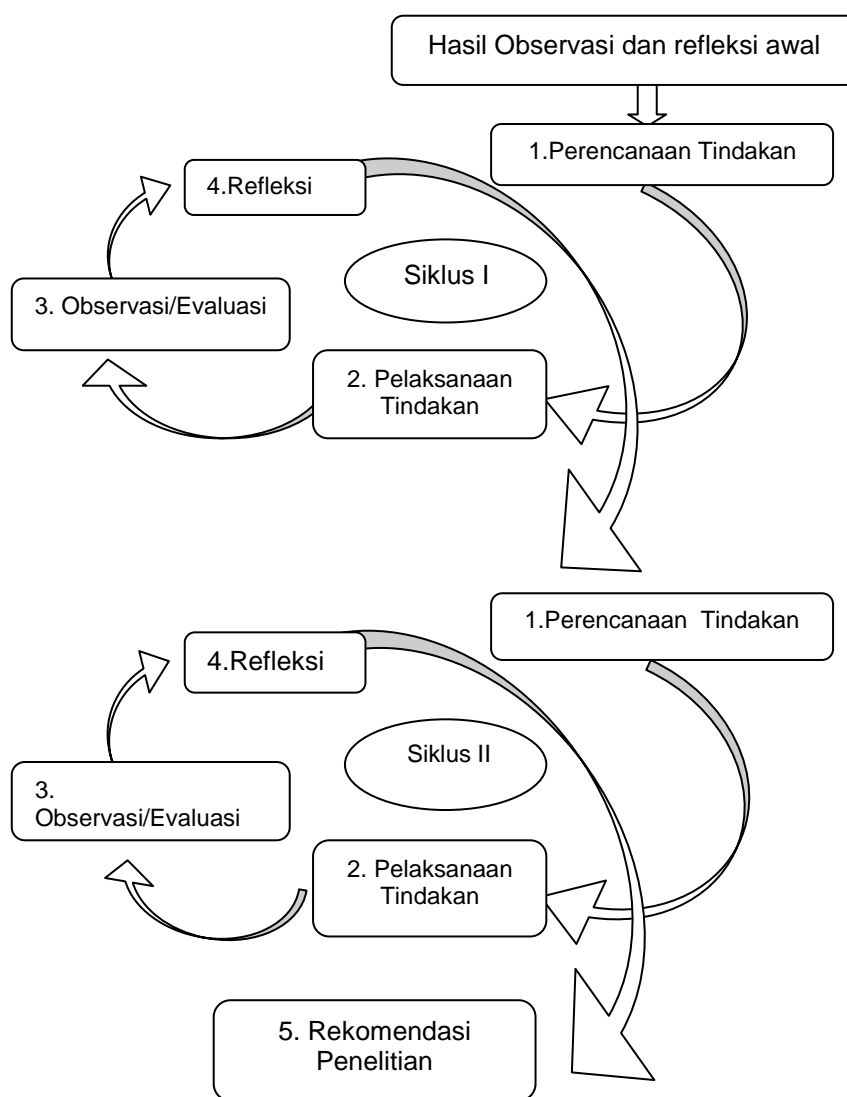 Hasil Observasi dan refleksi awal
1.Perencanaan Tindakan
4.Refleksi
Siklus I
3. Observasi/Evaluasi
2. Pelaksanaan
Tindakan
1.Perencanaan Tindakan
4.Refleksi
Siklus II
3.
Observasi/Evaluasi
2. Pelaksanaan
Tindakan
5. Rekomendasi
Penelitian